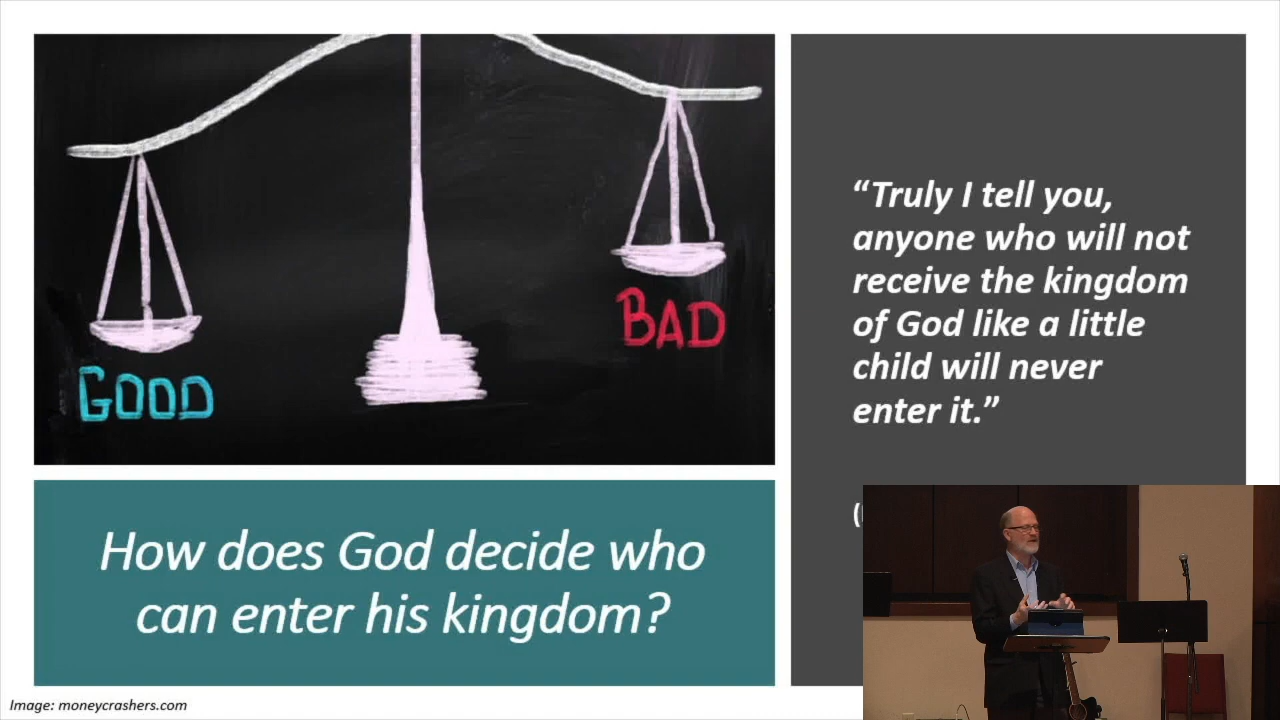 GOOD
BAD
How does God decide who
can enter his kingdom?
“Truly I tell you,
anyone who will not
receive the kingdom
of God like a little
child will never
enter it.”
(
Image: moneycrashers.com